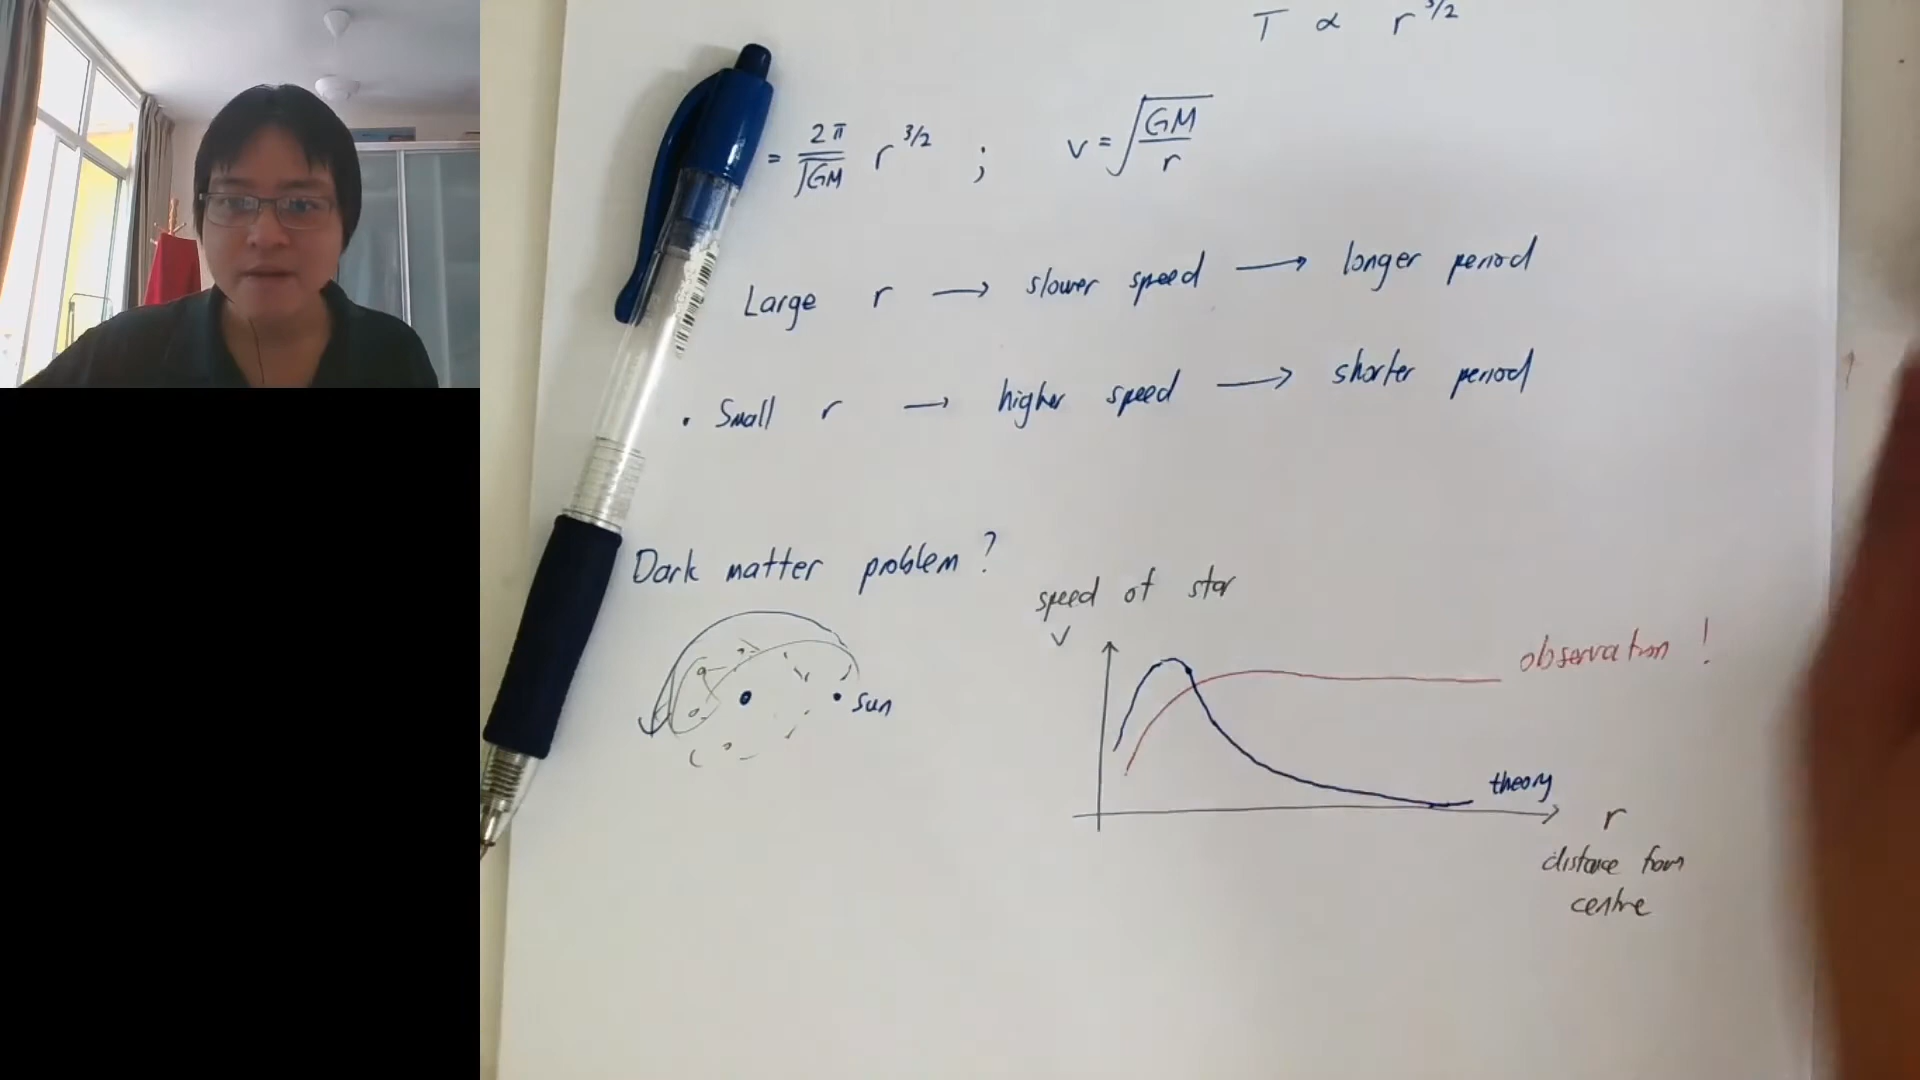 T ∝ r^3/2
= 2π/√GM r^3/2 ; v = √GM/r
Large r → slower speed → longer period
• Small r → higher speed → shorter period
Dark matter problem ?
speed of star
v
observation !
sun
theory
r
distance from
centre